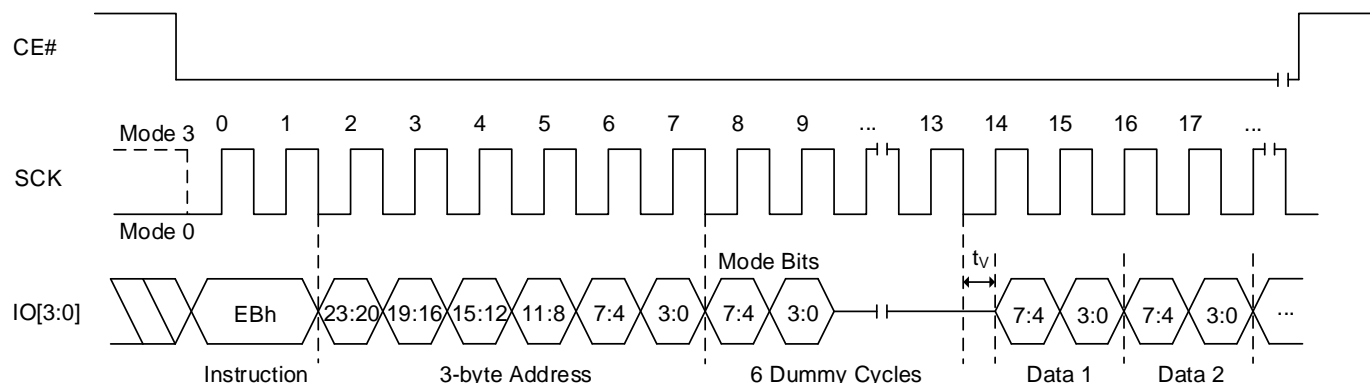 CE#
0 1 2 3 4 5 6 7 8 9 ... 13 14 15 16 17 ...
Mode 3
SCK
Mode 0
Mode Bits tV
IO[3:0] EBh 23:20 19:16 15:12 11:8 7:4 3:0 7:4 3:0 7:4 3:0 7:4 3:0 ...
Instruction 3-byte Address 6 Dummy Cycles Data 1 Data 2